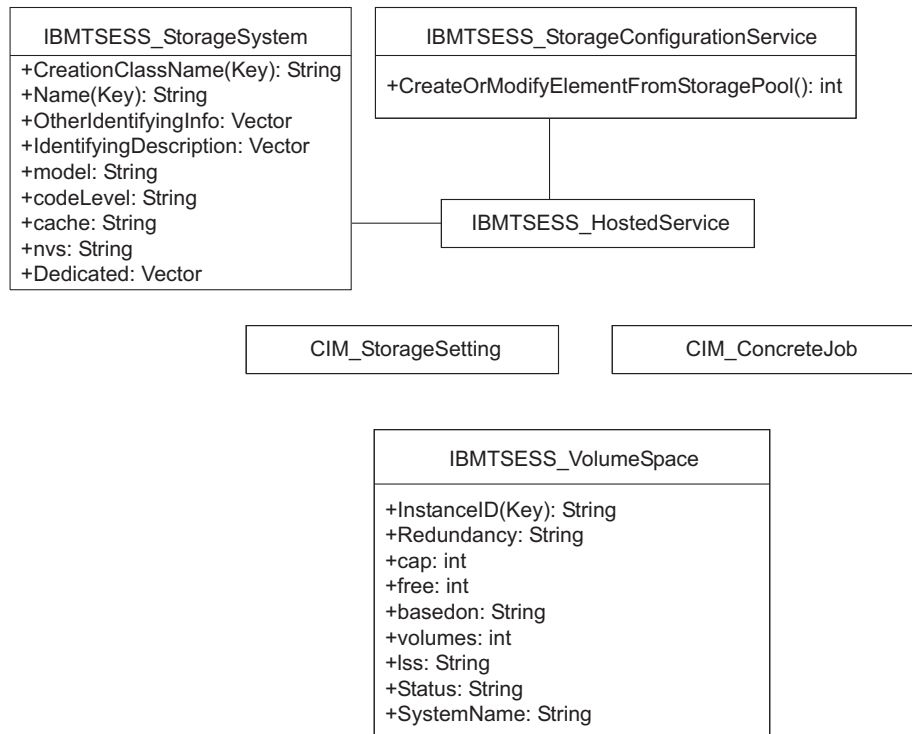 IBMTSESS_StorageSystem
+CreationClassName(Key): String
+Name(Key): String
+OtherIdentifyingInfo: Vector
+IdentifyingDescription: Vector
+model: String
+codeLevel: String
+cache: String
+nvs: String
+Dedicated: Vector
IBMTSESS_StorageConfigurationService
+CreateOrModifyElementFromStoragePool(): int
IBMTSESS_HostedService
CIM_StorageSetting
CIM_ConcreteJob
IBMTSESS_VolumeSpace
+InstanceID(Key): String
+Redundancy: String
+cap: int
+free: int
+basedon: String
+volumes: int
+lss: String
+Status: String
+SystemName: String